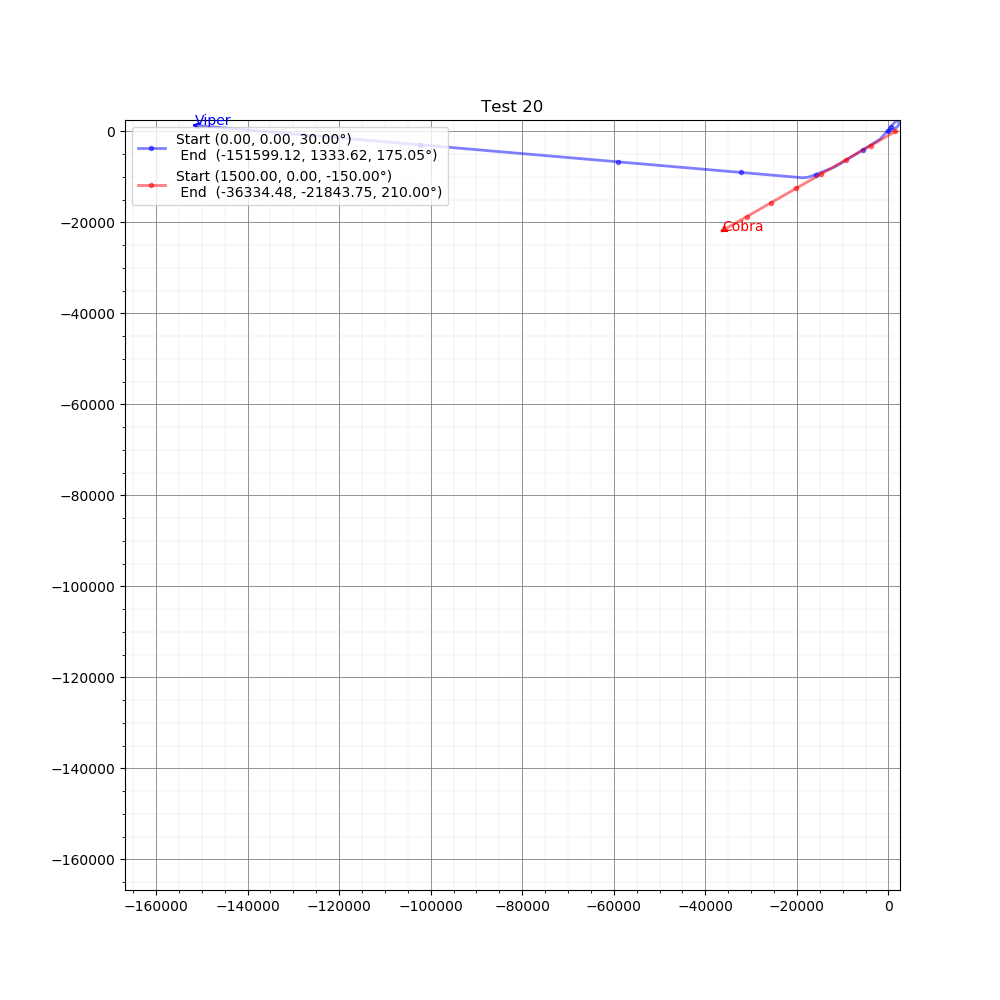 Test 20
Viper
Start (0.00, 0.00, 30.00°)
End (-151599.12, 1333.62, 175.05°)
Start (1500.00, 0.00, -150.00°)
End (-36334.48, -21843.75, 210.00°)
Cobra
0
−20000
−40000
−60000
−80000
−100000
−120000
−140000
−160000
−160000 −140000 −120000 −100000 −80000 −60000 −40000 −20000 0